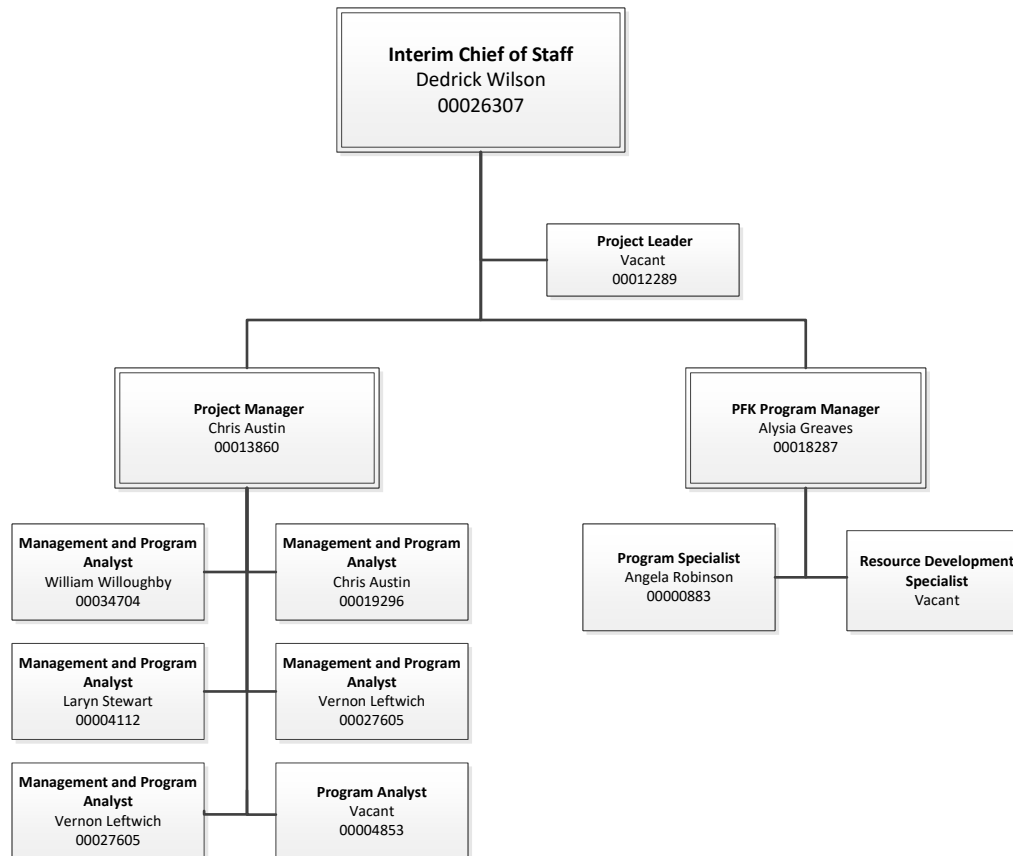 Interim Chief of Staff
Dedrick Wilson
00026307
Project Leader
Vacant
00012289
Project Manager
Chris Austin
00013860
PFK Program Manager
Alysia Greaves
00018287
Management and Program
Analyst
William Willoughby
00034704
Management and Program
Analyst
Chris Austin
00019296
Program Specialist
Angela Robinson
00000883
Resource Development
Specialist
Vacant
Management and Program
Analyst
Laryn Stewart
00004112
Management and Program
Analyst
Vernon Leftwich
00027605
Management and Program
Analyst
Vernon Leftwich
00027605
Program Analyst
Vacant
00004853